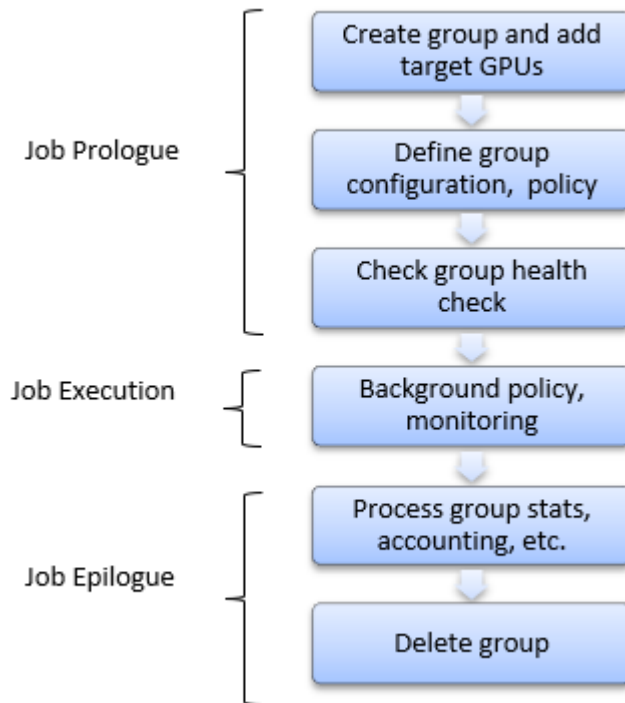 Create group and add
target GPUs
Job Prologue
Define group
configuration,  policy
Check group health
check
Job Execution
Background policy,
monitoring
Process group stats,
accounting, etc.
Job Epilogue
Delete group